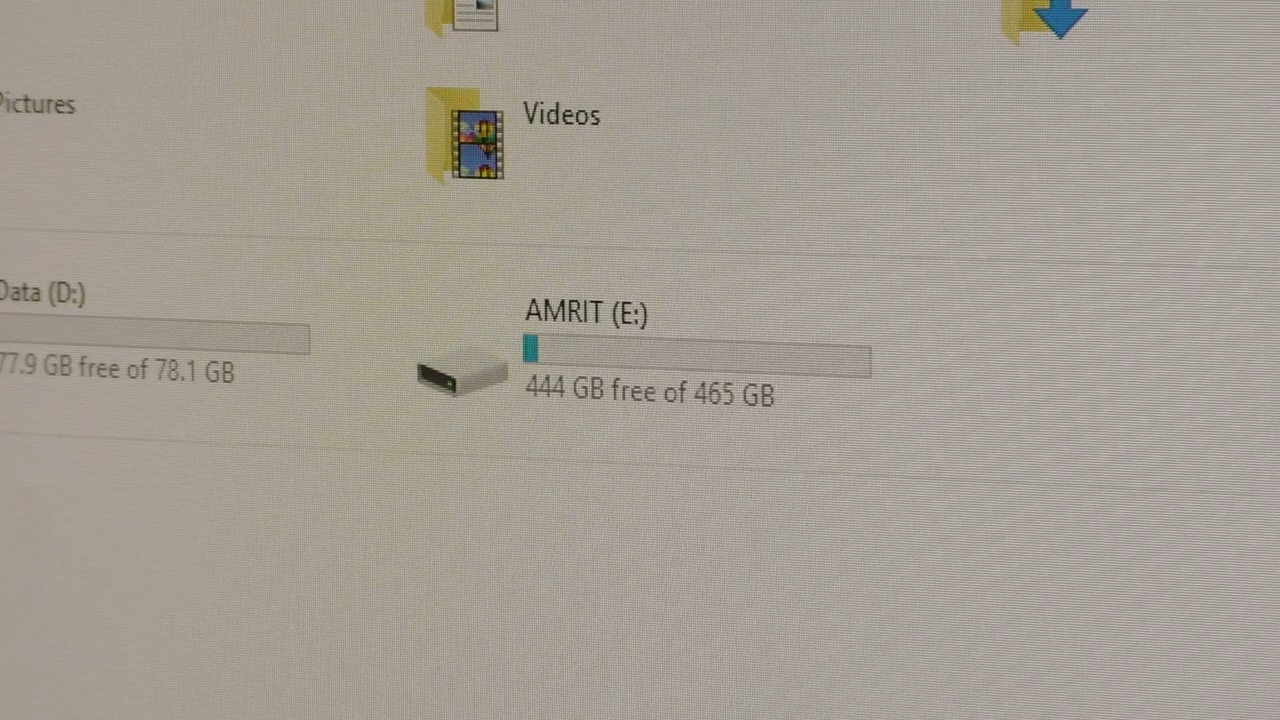 Pictures
Videos
Data (D:)
77.9 GB free of 78.1 GB
AMRIT (E:)
444 GB free of 465 GB